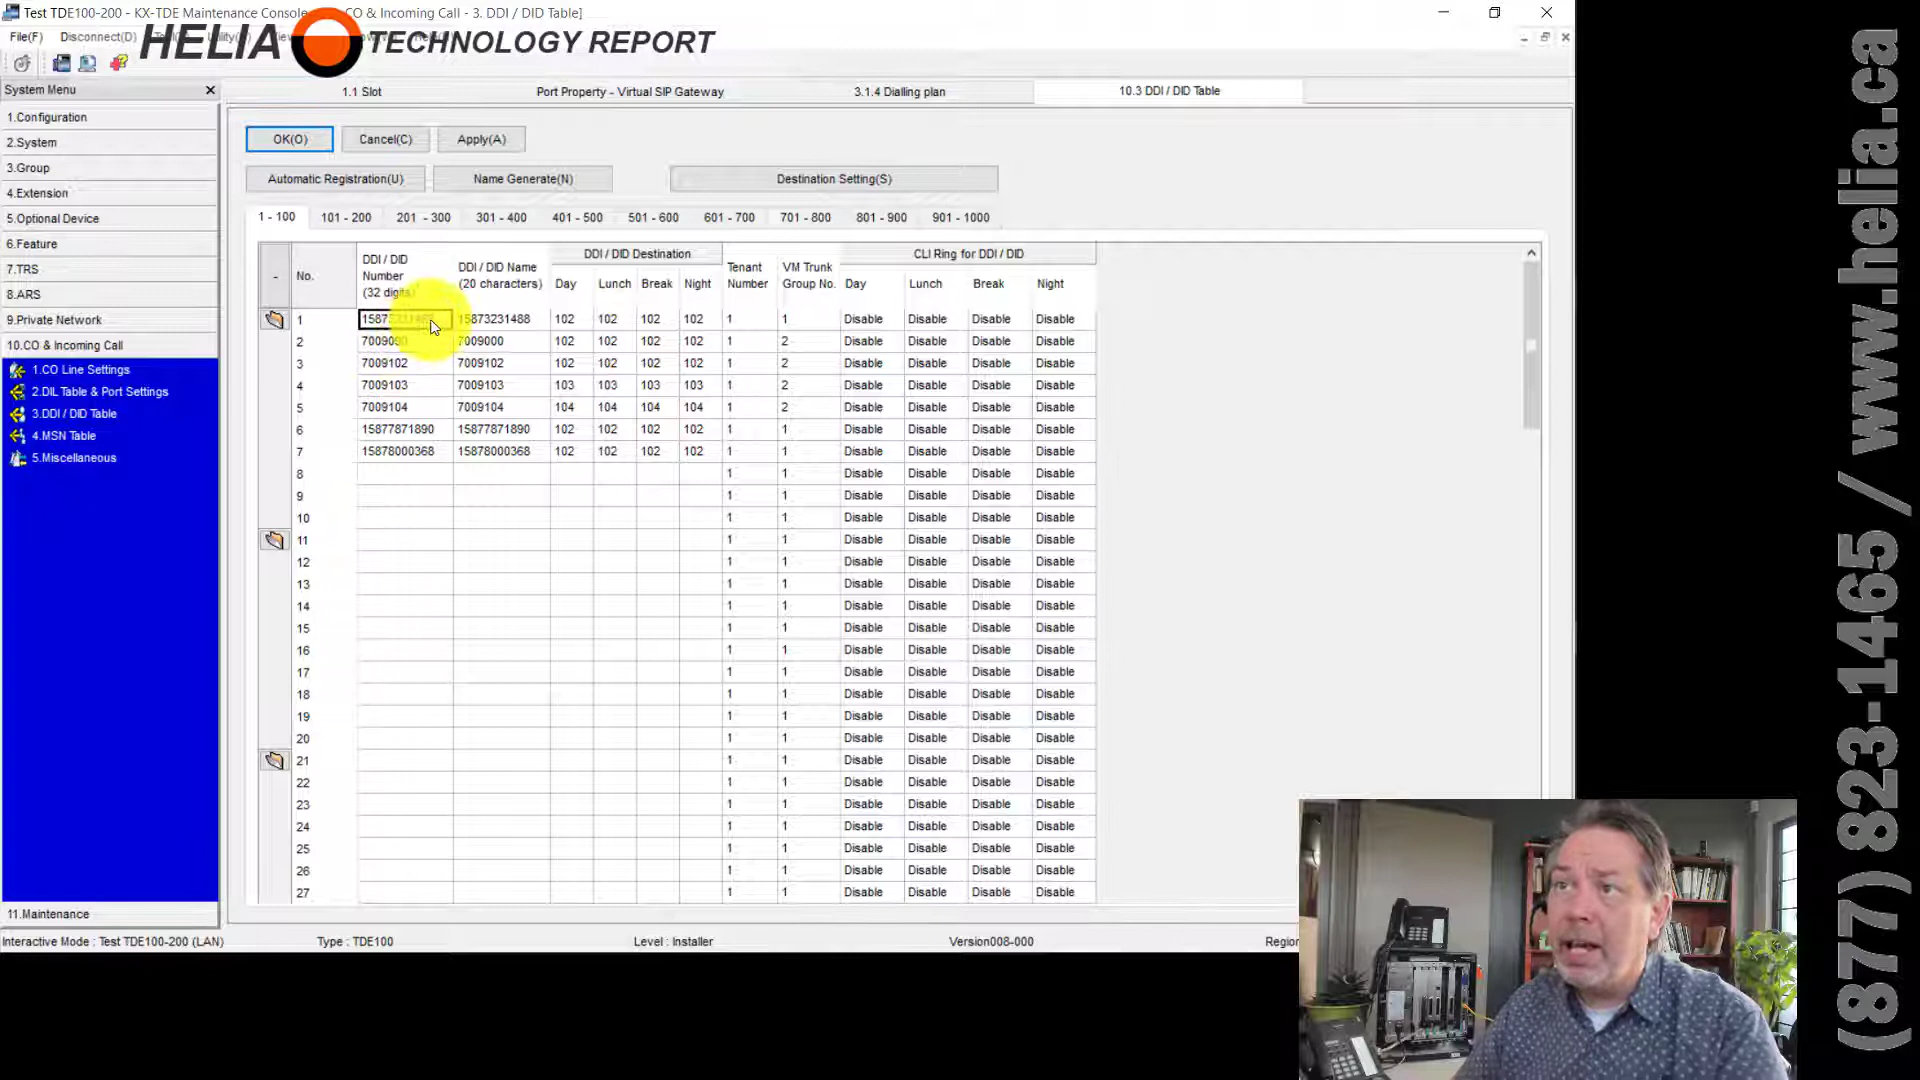 Test TDE100-200 - KX-TDE Maintenance Console
CO & Incoming Call - 3. DDI / DID Table]
File(F) Disconnect(D)
HELIA TECHNOLOGY REPORT
System Menu
1.1 Slot
Port Property - Virtual SIP Gateway
3.1.4 Dialling plan
10.3 DDI / DID Table
1.Configuration
2.System
3.Group
4.Extension
5.Optional Device
6.Feature
7.TRS
8.ARS
9.Private Network
10.CO & Incoming Call
1.CO Line Settings
2.DIL Table & Port Settings
3.DDI / DID Table
4.MSN Table
5.Miscellaneous
11.Maintenance
OK(O) Cancel(C) Apply(A)
Automatic Registration(U) Name Generate(N) Destination Setting(S)
1 - 100 101 - 200 201 - 300 301 - 400 401 - 500 501 - 600 601 - 700 701 - 800 801 - 900 901 - 1000
- No. DDI / DID Number (32 digits) DDI / DID Name (20 characters) DDI / DID Destination Tenant Number VM Trunk Group No. CLI Ring for DDI / DID
Day Lunch Break Night Day Lunch Break Night
1 15873231488 102 102 102 102 1 1 Disable Disable Disable Disable
2 7009000 102 102 102 102 1 2 Disable Disable Disable Disable
3 7009102 7009102 102 102 102 102 1 2 Disable Disable Disable Disable
4 7009103 7009103 103 103 103 103 1 2 Disable Disable Disable Disable
5 7009104 7009104 104 104 104 104 1 2 Disable Disable Disable Disable
6 15877871890 15877871890 102 102 102 102 1 1 Disable Disable Disable Disable
7 15878000368 15878000368 102 102 102 102 1 1 Disable Disable Disable Disable
8 1 1 Disable Disable Disable Disable
9 1 1 Disable Disable Disable Disable
10 1 1 Disable Disable Disable Disable
11 1 1 Disable Disable Disable Disable
12 1 1 Disable Disable Disable Disable
13 1 1 Disable Disable Disable Disable
14 1 1 Disable Disable Disable Disable
15 1 1 Disable Disable Disable Disable
16 1 1 Disable Disable Disable Disable
17 1 1 Disable Disable Disable Disable
18 1 1 Disable Disable Disable Disable
19 1 1 Disable Disable Disable Disable
20 1 1 Disable Disable Disable Disable
21 1 1 Disable Disable Disable Disable
22 1 1 Disable Disable Disable Disable
23 1 1 Disable Disable Disable Disable
24 1 1 Disable Disable Disable Disable
25 1 1 Disable Disable Disable Disable
26 1 1 Disable Disable Disable Disable
27 1 1 Disable Disable Disable Disable
Interactive Mode : Test TDE100-200 (LAN)
Type : TDE100
Level : Installer
Version008-000
Region
(877) 823-1465 / www.helia.ca